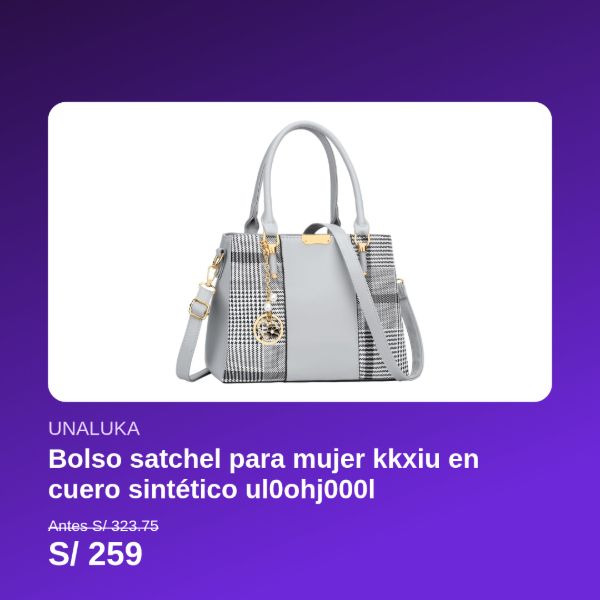 UNALUKA
Bolso satchel para mujer kkxiu en
cuero sintético ul0ohj000l
Antes S/ 323.75
S/ 259